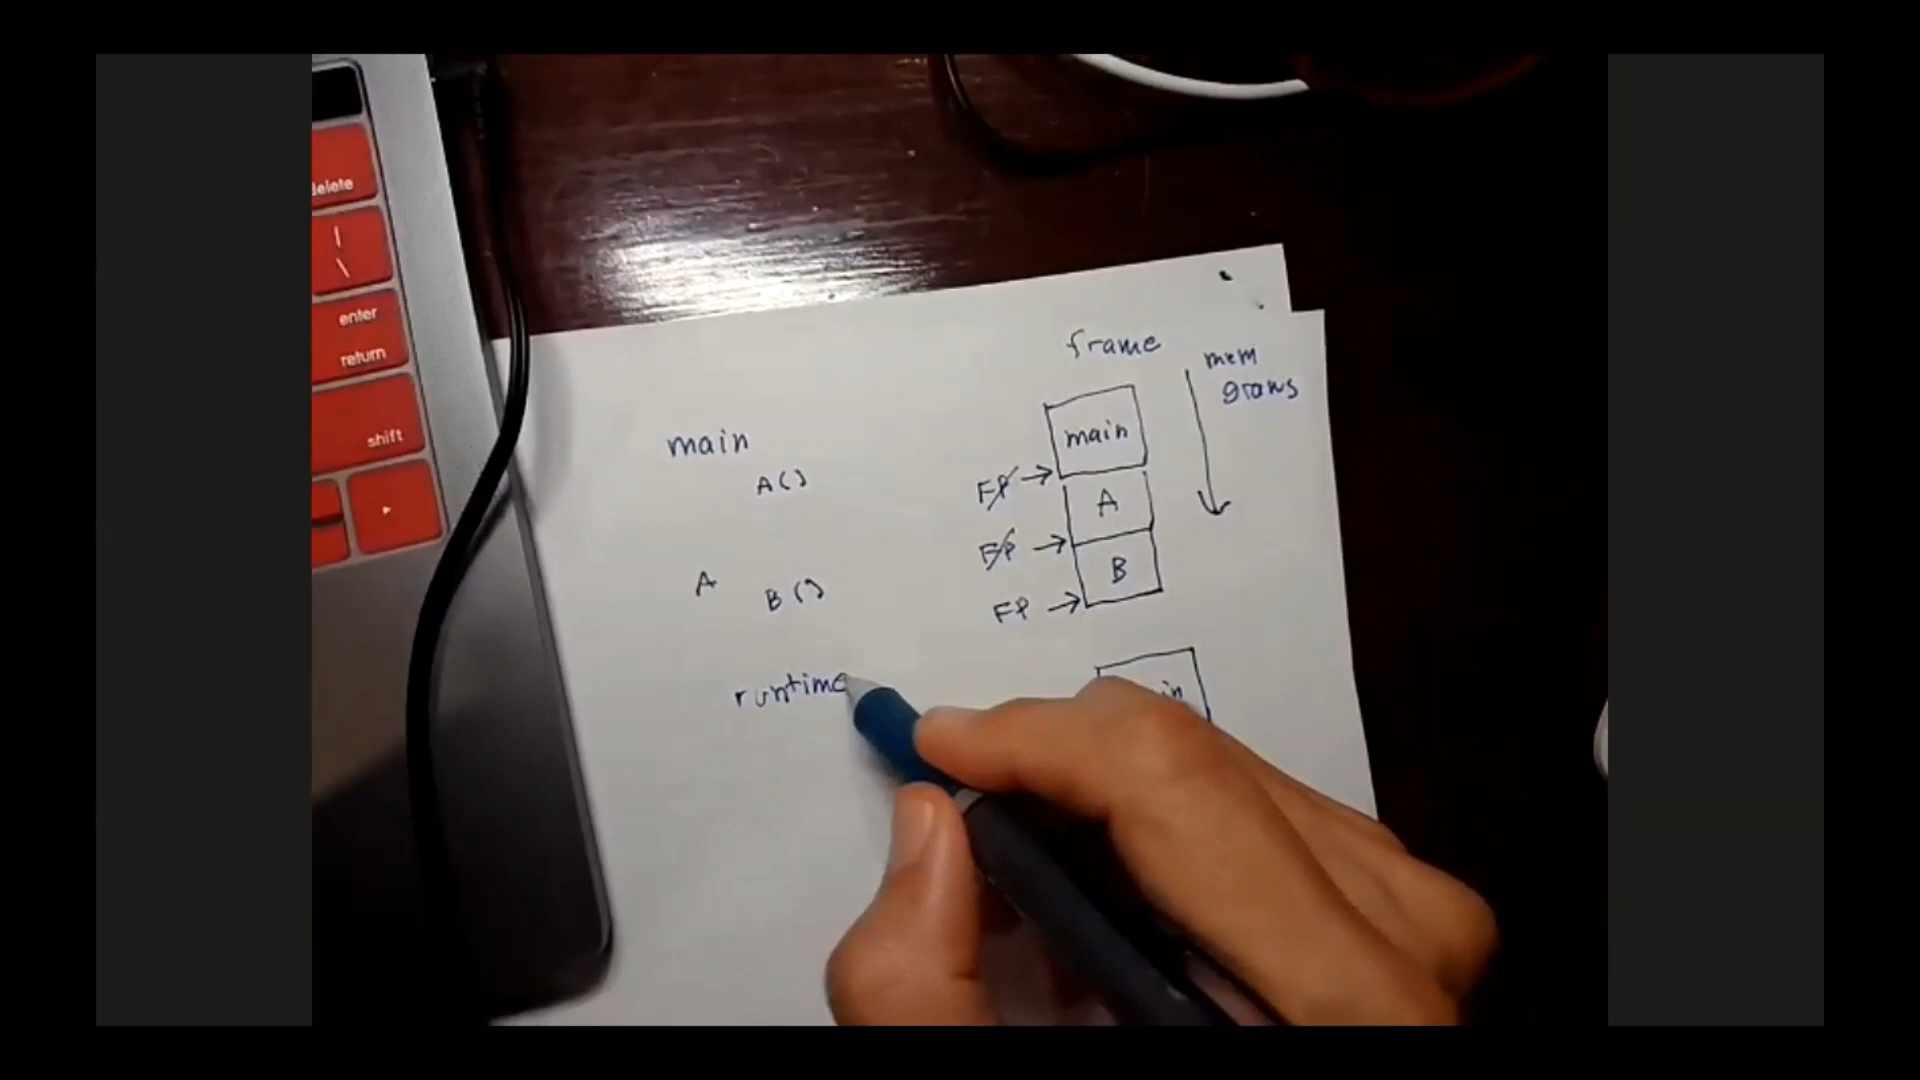 delete
|
\
enter
return
shift
frame
mem
grows
main
main
A()
FP
A
FP
A
B()
B
FP
runtime